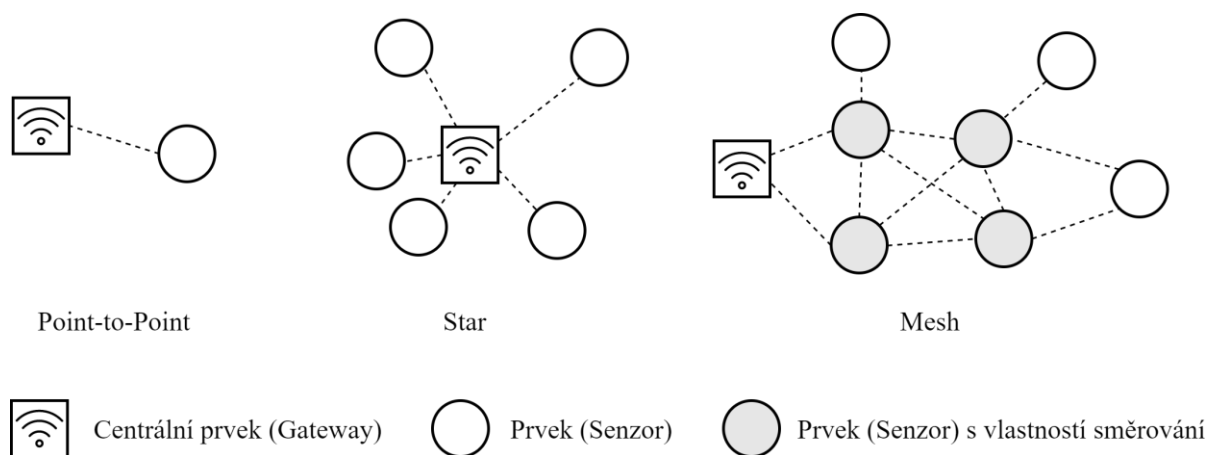 Point-to-Point
Star
Mesh
Centrální prvek (Gateway)
Prvek (Senzor)
Prvek (Senzor) s vlastností směrování